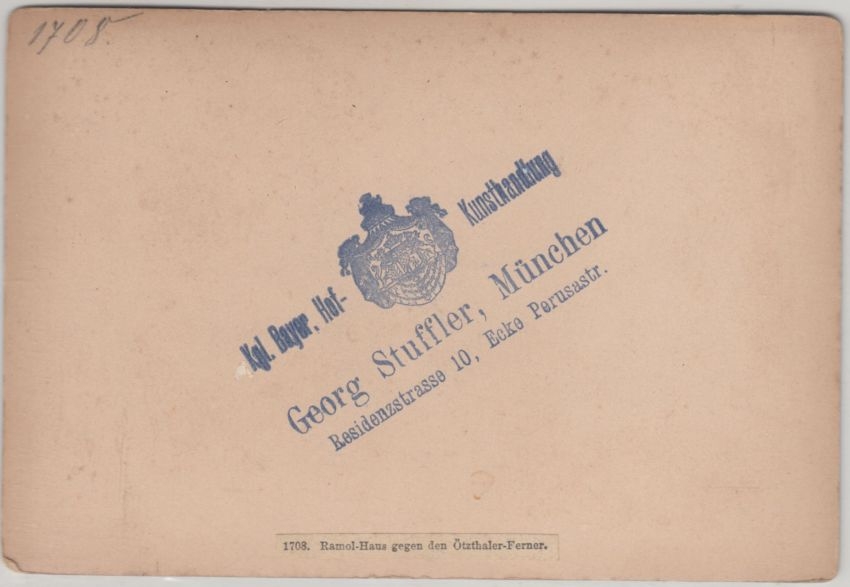 1708.
Kgl. Bayer, Hof- Kunsthandlung
Georg Stuffler, München
Residenzstrasse 10, Ecke Perusastr.
1708. Ramol-Haus gegen den Ötzthaler-Ferner.